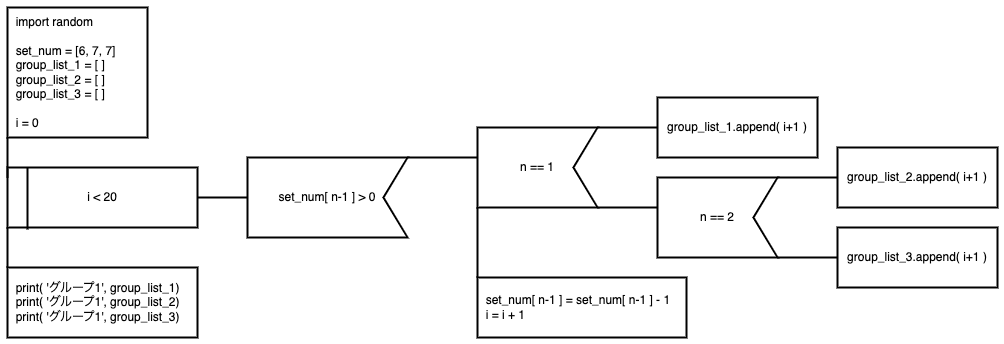 import random
set_num = [6, 7, 7]
group_list_1 = [ ]
group_list_2 = [ ]
group_list_3 = [ ]
i = 0
i < 20
set_num[ n-1 ] > 0
n == 1
group_list_1.append( i+1 )
n == 2
group_list_2.append( i+1 )
group_list_3.append( i+1 )
set_num[ n-1 ] = set_num[ n-1 ] - 1
i = i + 1
print( 'グループ1', group_list_1)
print( 'グループ1', group_list_2)
print( 'グループ1', group_list_3)